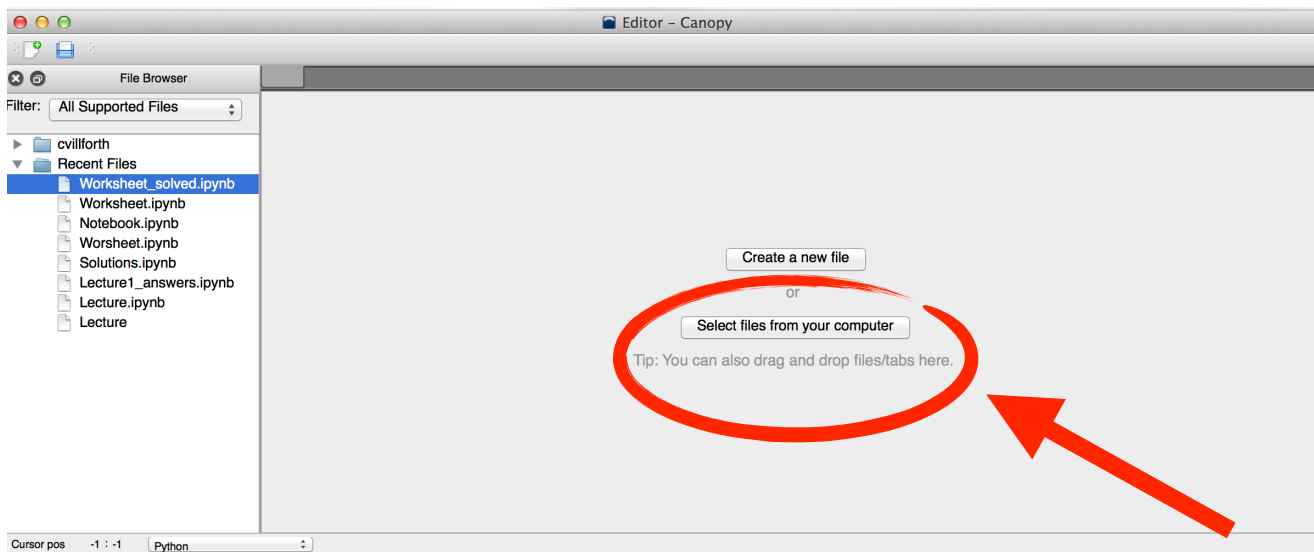 Editor – Canopy
File Browser
Filter: All Supported Files
cvillforth
Recent Files
Worksheet_solved.ipynb
Worksheet.ipynb
Notebook.ipynb
Worsheet.ipynb
Solutions.ipynb
Lecture1_answers.ipynb
Lecture.ipynb
Lecture
Create a new file
or
Select files from your computer
Tip: You can also drag and drop files/tabs here.
Cursor pos -1 : -1 Python